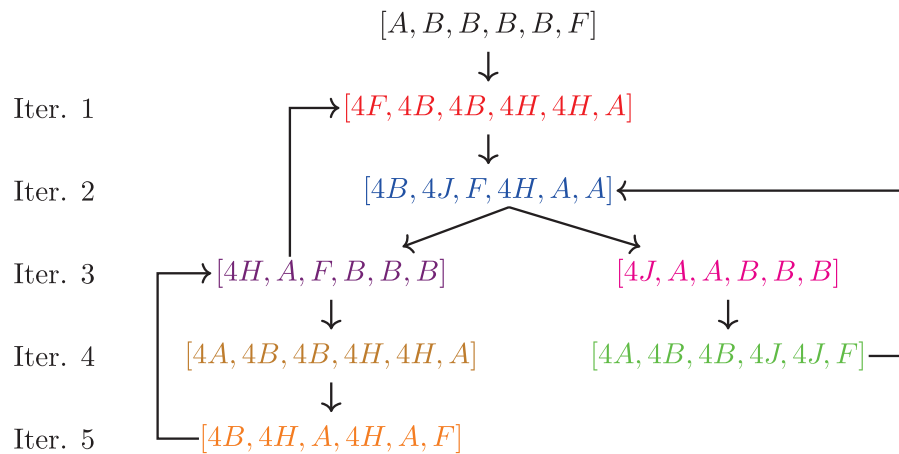 [A, B, B, B, B, F]
Iter. 1 [4F, 4B, 4B, 4H, 4H, A]
Iter. 2 [4B, 4J, F, 4H, A, A]
Iter. 3 [4H, A, F, B, B, B] [4J, A, A, B, B, B]
Iter. 4 [4A, 4B, 4B, 4H, 4H, A] [4A, 4B, 4B, 4J, 4J, F]
Iter. 5 [4B, 4H, A, 4H, A, F]